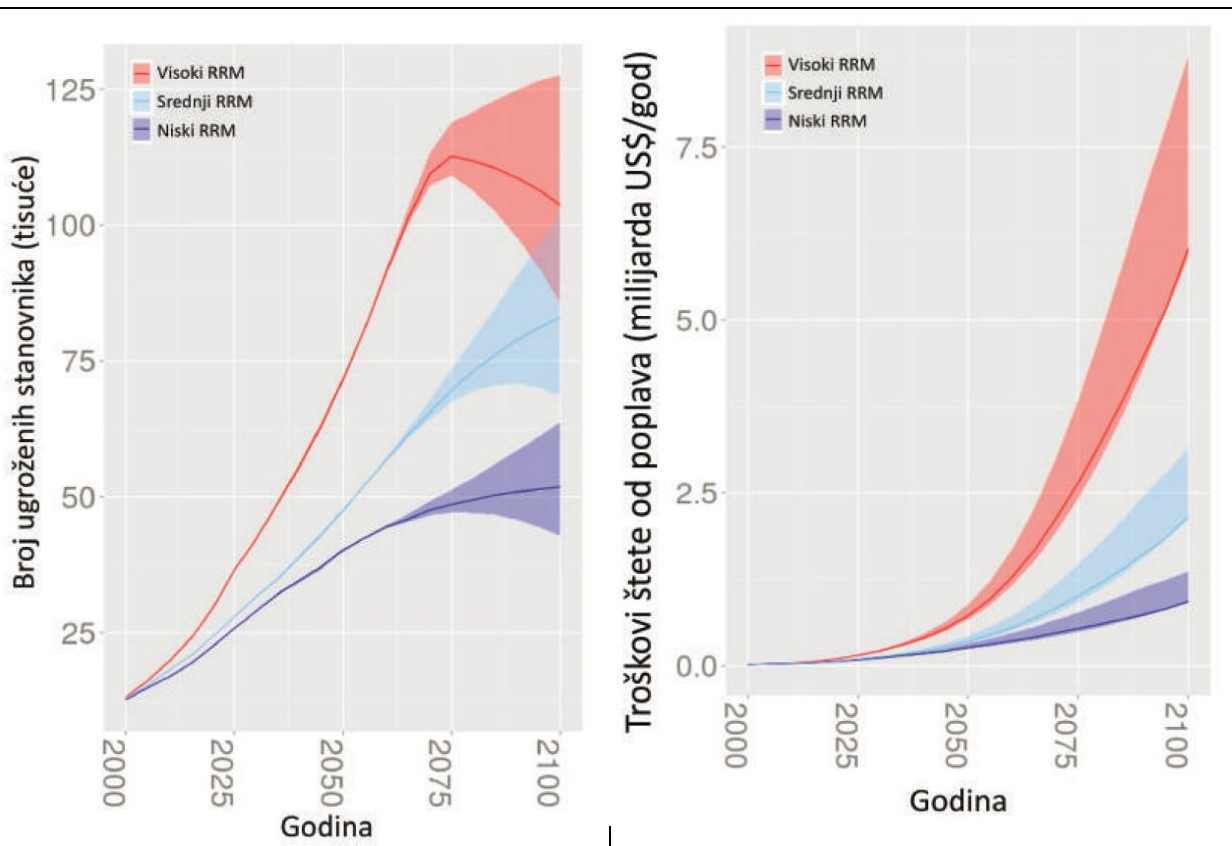 Broj ugroženih stanovnika (tisuće)
125
100
75
50
25
Visoki RRM
Srednji RRM
Niski RRM
2000
2025
2050
2075
2100
Godina
Troškovi štete od poplava (milijarda US$/god)
7.5
5.0
2.5
0.0
Visoki RRM
Srednji RRM
Niski RRM
2000
2025
2050
2075
2100
Godina